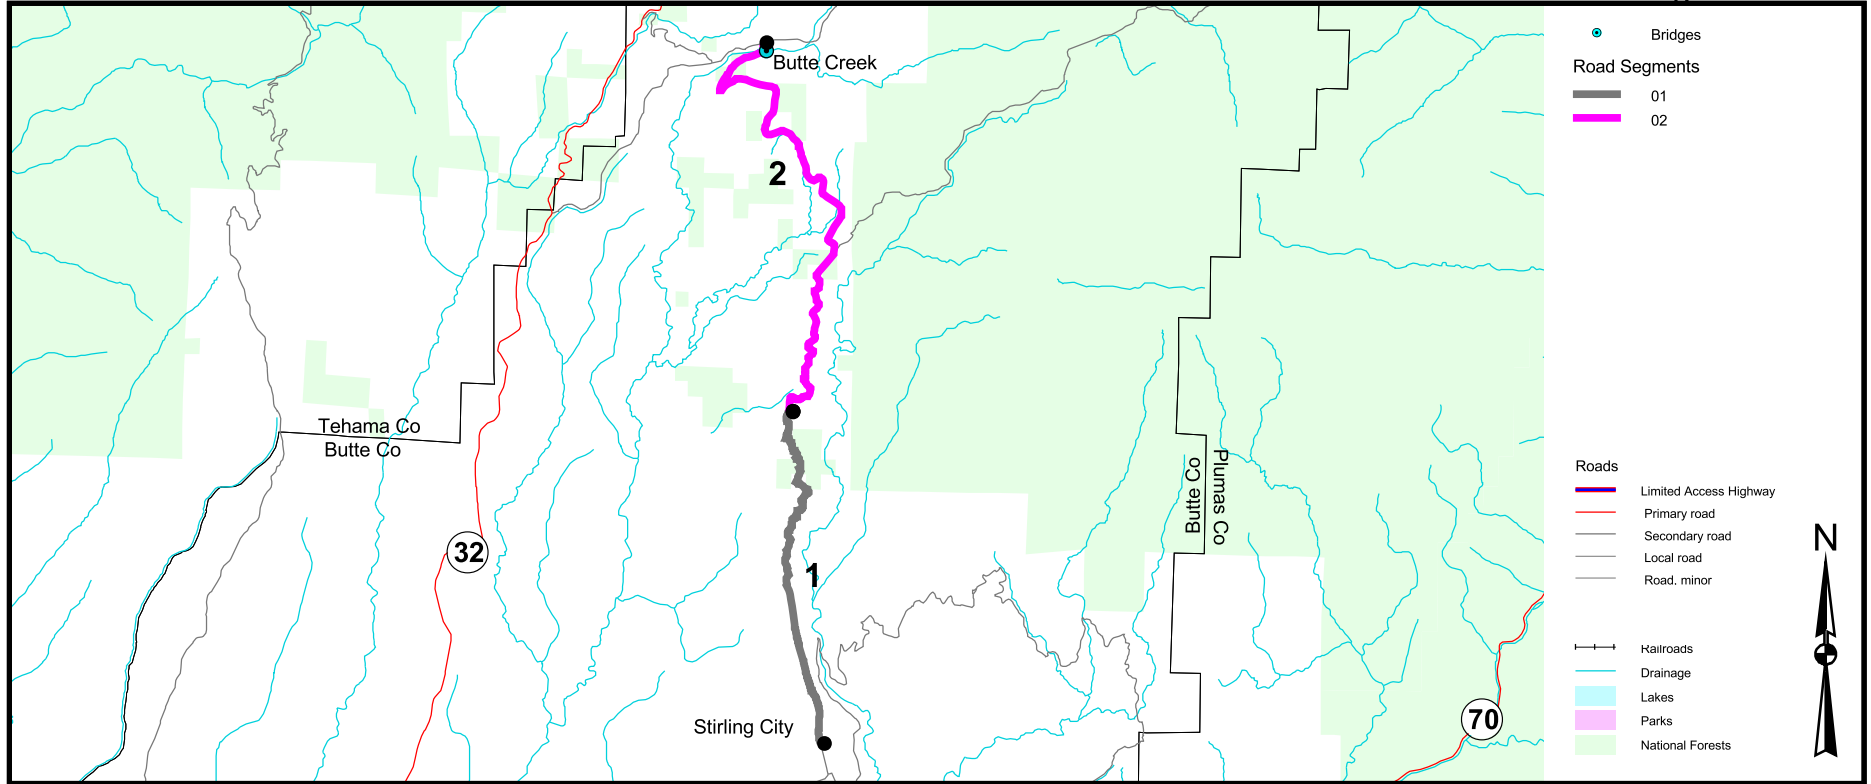 Butte Creek
2
Tehama Co
Butte Co
32
1
Stirling City
Butte Co
Plumas Co
70
Bridges
Road Segments
01
02
Roads
Limited Access Highway
Primary road
Secondary road
Local road
Road. minor
Railroads
Drainage
Lakes
Parks
National Forests
N